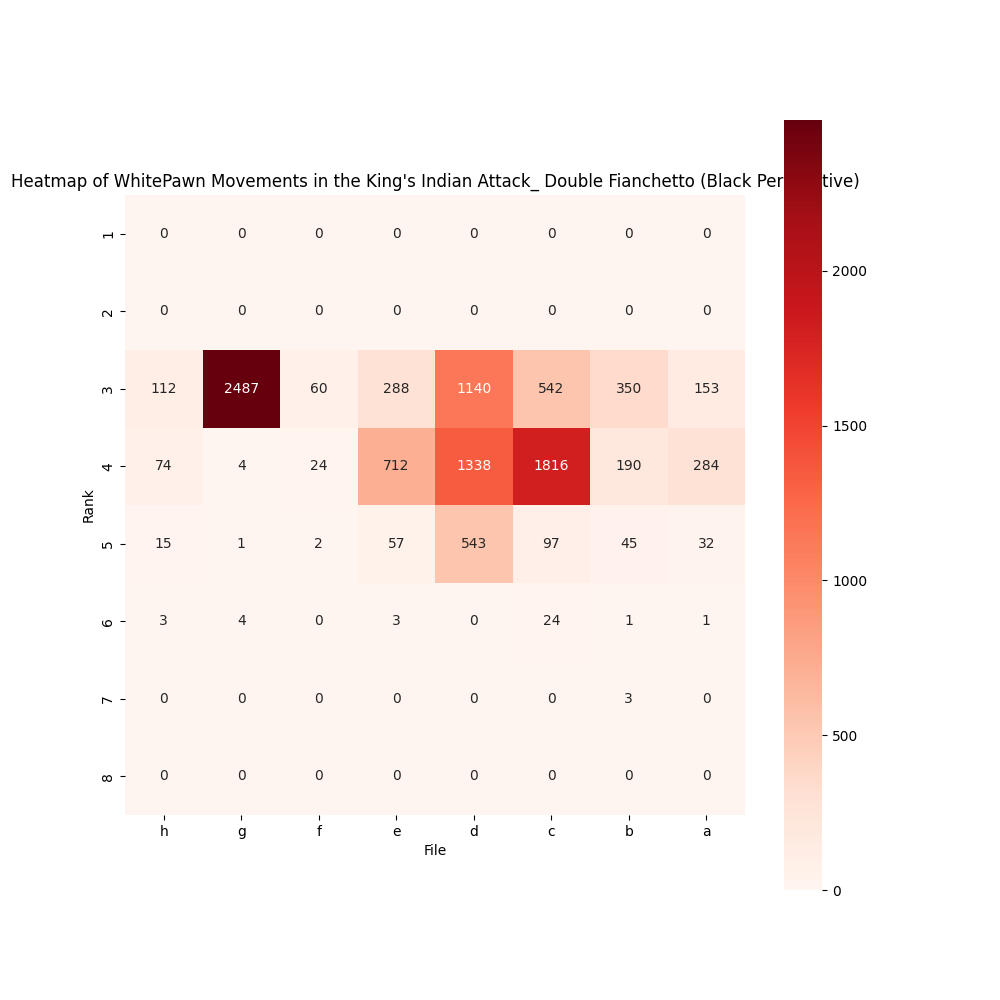 Heatmap of WhitePawn Movements in the King's Indian Attack_ Double Fianchetto (Black Per tive)
1 0 0 0 0 0 0 0 0
2 0 0 0 0 0 0 0 0
3 112 2487 60 288 1140 542 350 153
4 74 4 24 712 1338 1816 190 284
5 15 1 2 57 543 97 45 32
6 3 4 0 3 0 24 1 1
7 0 0 0 0 0 0 3 0
8 0 0 0 0 0 0 0 0
h g f e d c b a
File
Rank
2000
1500
1000
500
0